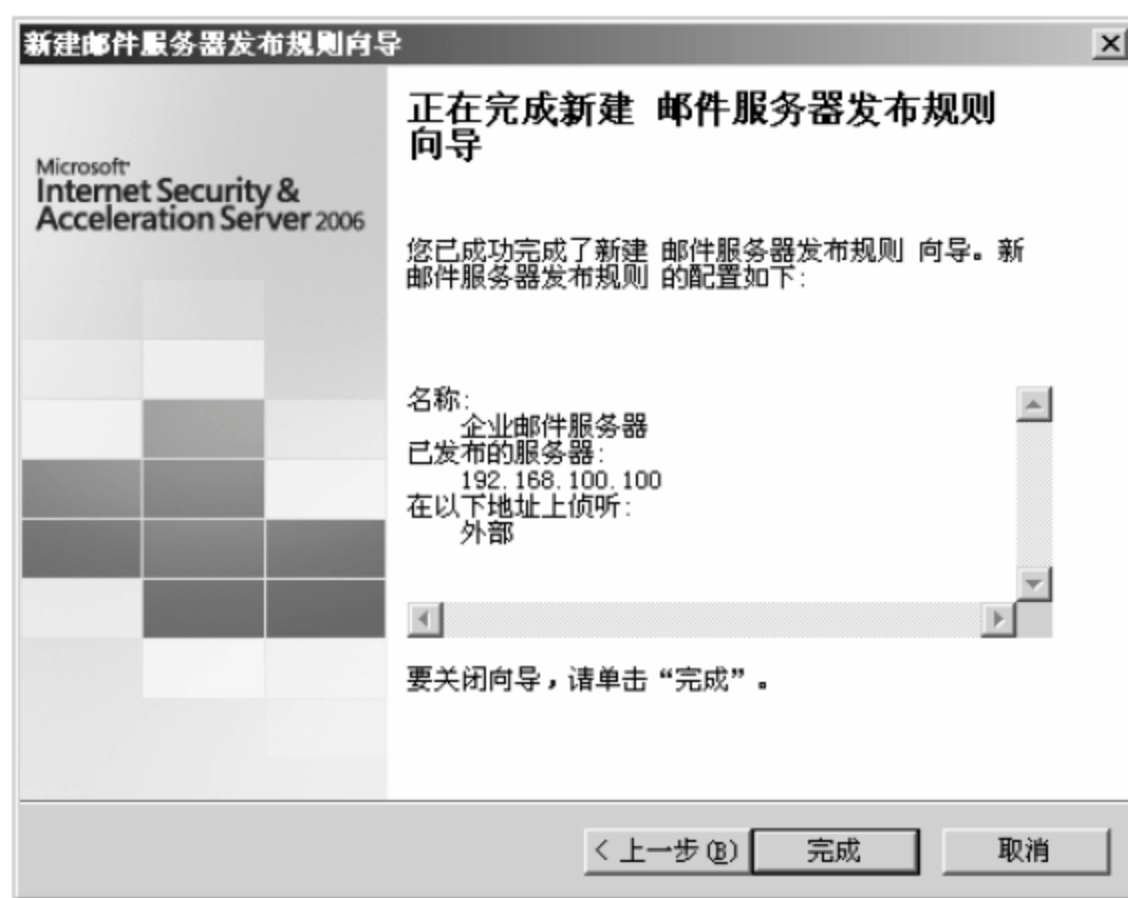 新建邮件服务器发布规则向导
正在完成新建 邮件服务器发布规则
向导
Microsoft
Internet Security &
Acceleration Server 2006
您已成功完成了新建 邮件服务器发布规则 向导。新
邮件服务器发布规则 的配置如下:
名称:
企业邮件服务器
已发布的服务器:
192.168.100.100
在以下地址上侦听:
外部
要关闭向导,请单击“完成”。
< 上一步(B)
完成
取消